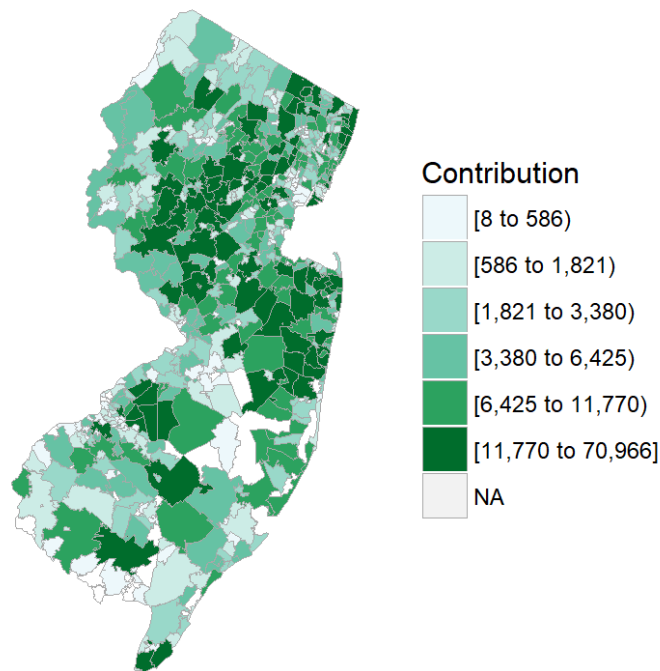 Contribution
[8 to 586)
[586 to 1,821)
[1,821 to 3,380)
[3,380 to 6,425)
[6,425 to 11,770)
[11,770 to 70,966]
NA